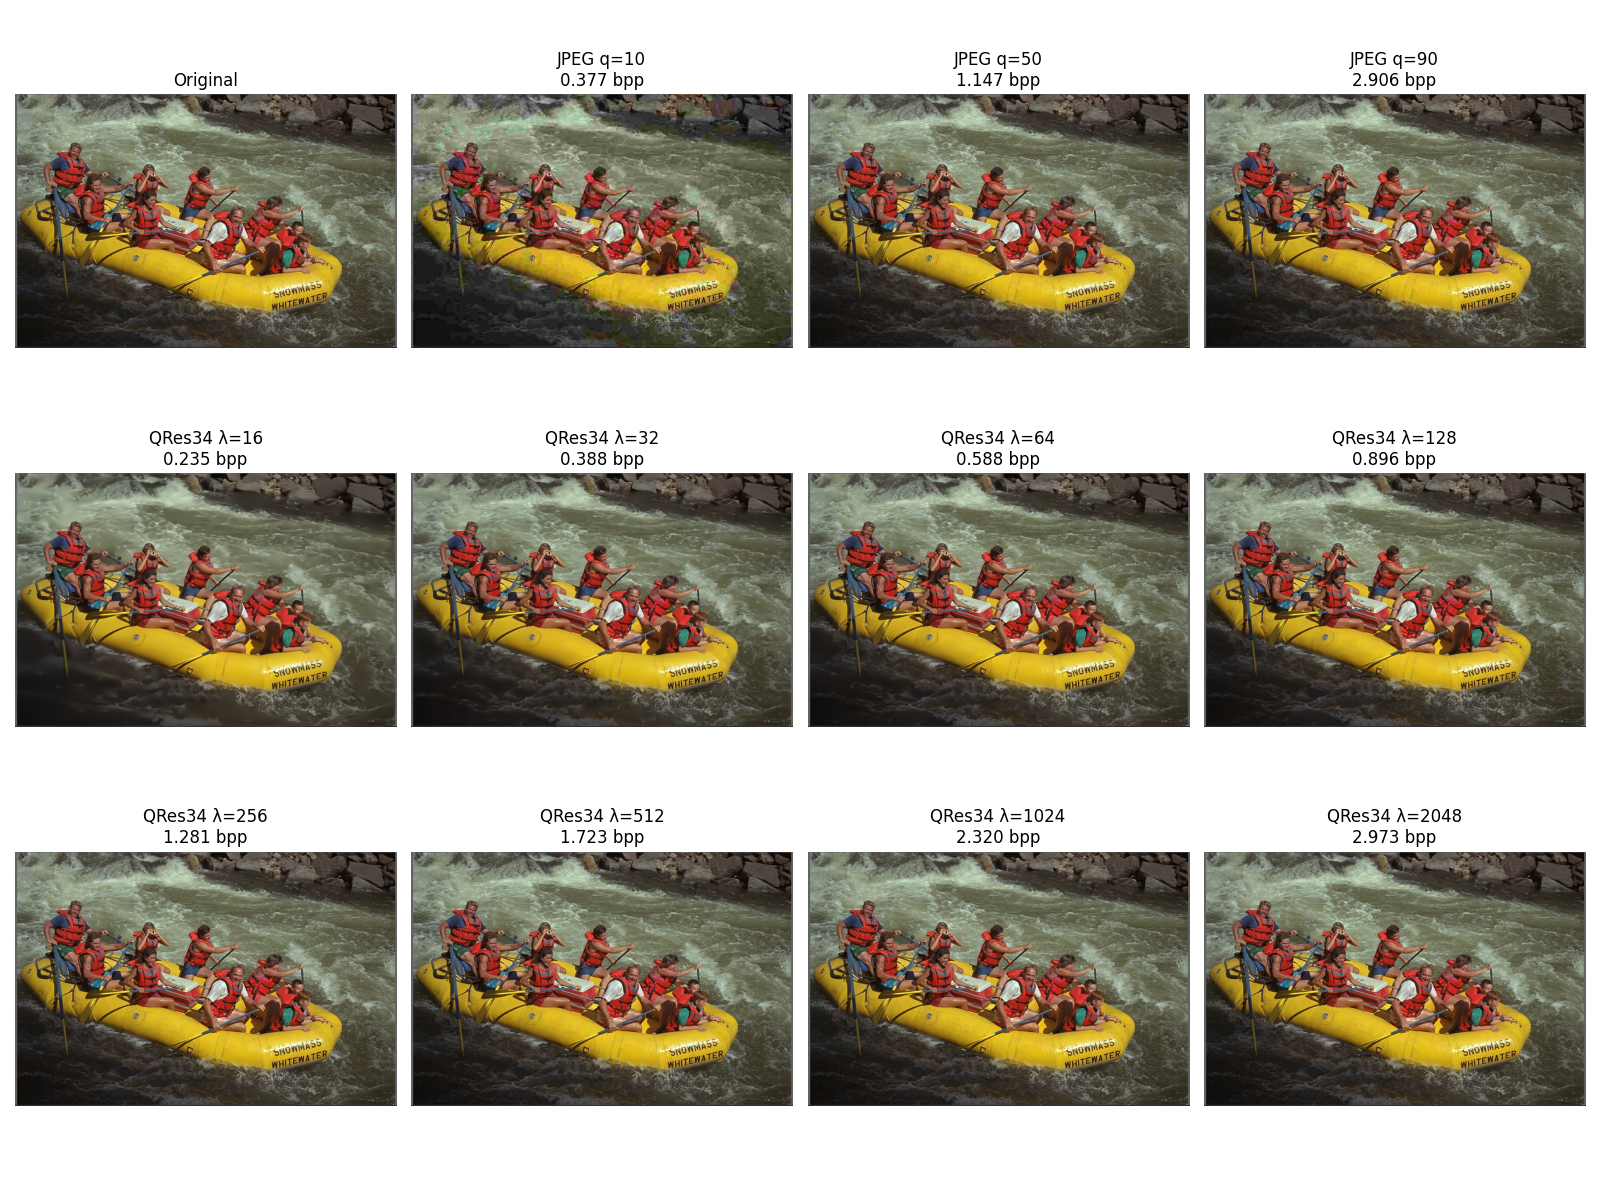 Original
JPEG q=10
0.377 bpp
JPEG q=50
1.147 bpp
JPEG q=90
2.906 bpp
SNOWMASS
WHITEWATER
SNOWMASS
WHITEWATER
SNOWMASS
WHITEWATER
SNOWMASS
WHITEWATER
QRes34 λ=16
0.235 bpp
QRes34 λ=32
0.388 bpp
QRes34 λ=64
0.588 bpp
QRes34 λ=128
0.896 bpp
SNOWMASS
WHITEWATER
SNOWMASS
WHITEWATER
SNOWMASS
WHITEWATER
SNOWMASS
WHITEWATER
QRes34 λ=256
1.281 bpp
QRes34 λ=512
1.723 bpp
QRes34 λ=1024
2.320 bpp
QRes34 λ=2048
2.973 bpp
SNOWMASS
WHITEWATER
SNOWMASS
WHITEWATER
SNOWMASS
WHITEWATER
SNOWMASS
WHITEWATER